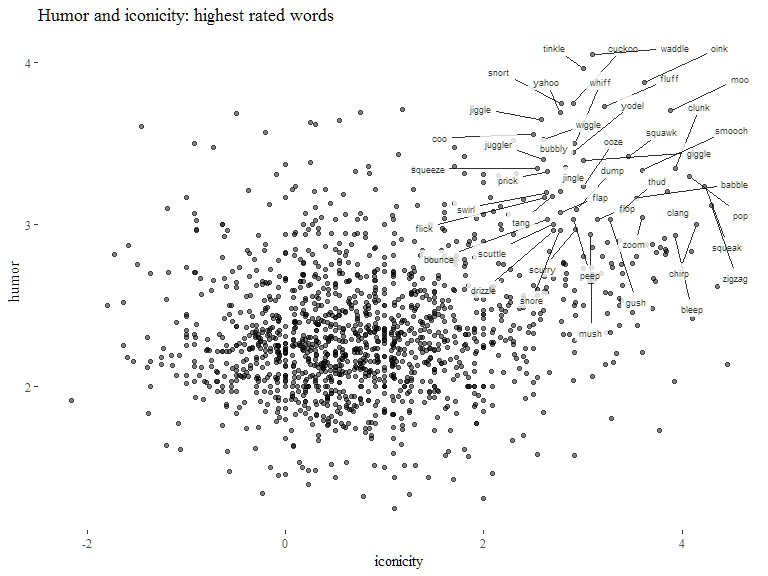 Humor and iconicity: highest rated words
4
3
2
humor
tinkle
cuckoo
waddle
oink
snort
yahoo
whiff
fluff
moo
jiggle
yodel
clunk
wiggle
coo
juggler
bubbly
ooze
squawk
smooch
giggle
squeeze
prick
jingle
dump
thud
babble
flap
swirl
flop
clang
pop
flick
tang
zoom
squeak
bounce
scuttle
scurry
peep
chirp
zigzag
drizzle
snore
gush
bleep
mush
-2
0
2
4
iconicity